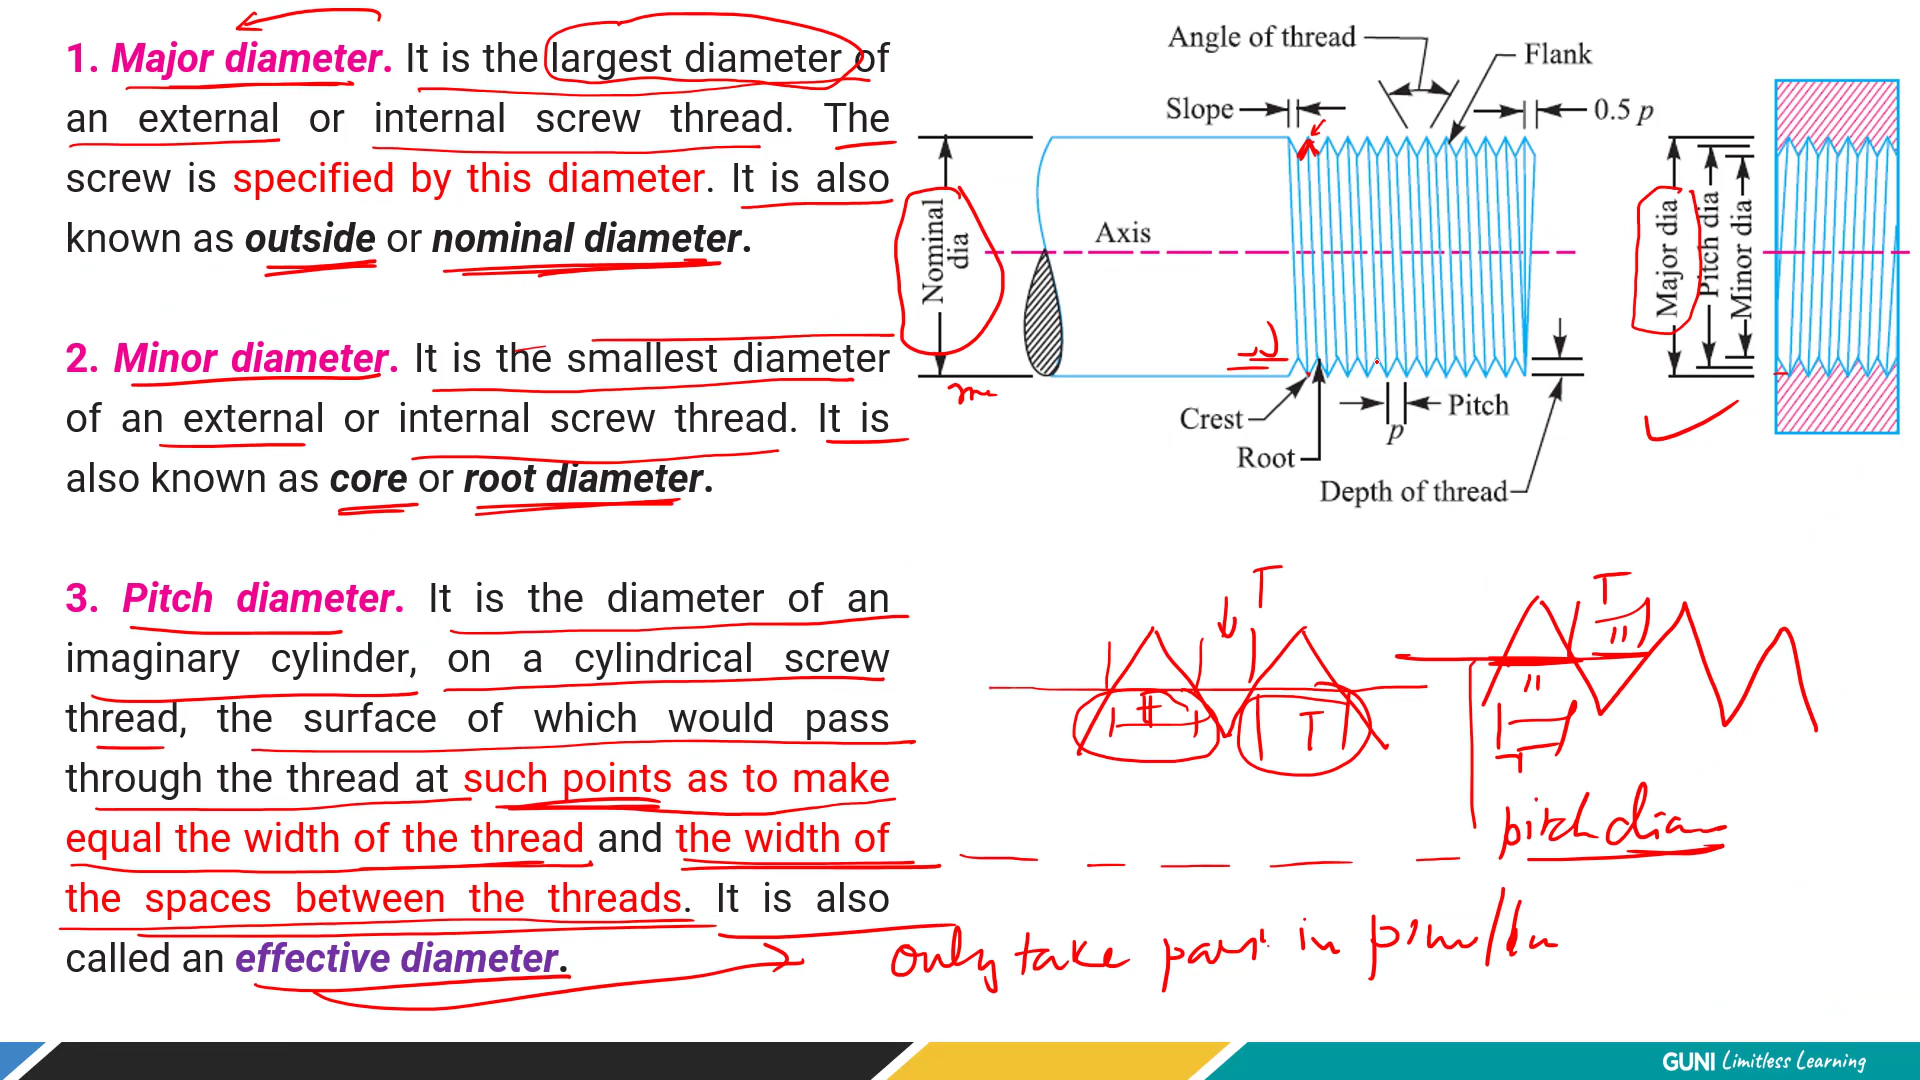 1. Major diameter. It is the largest diameter of
an external or internal screw thread. The
screw is specified by this diameter. It is also
known as outside or nominal diameter.
2. Minor diameter. It is the smallest diameter
of an external or internal screw thread. It is
also known as core or root diameter.
3. Pitch diameter. It is the diameter of an
imaginary cylinder, on a cylindrical screw
thread, the surface of which would pass
through the thread at such points as to make
equal the width of the thread and the width of
the spaces between the threads. It is also
called an effective diameter.
Angle of thread
Flank
Slope
0.5 p
Nominal
dia
Axis
Major dia
Pitch dia
Minor dia
Crest
Root
Pitch
p
Depth of thread
T
T
T
T
pitch dia
only take part in
GUNI Limitless Learning